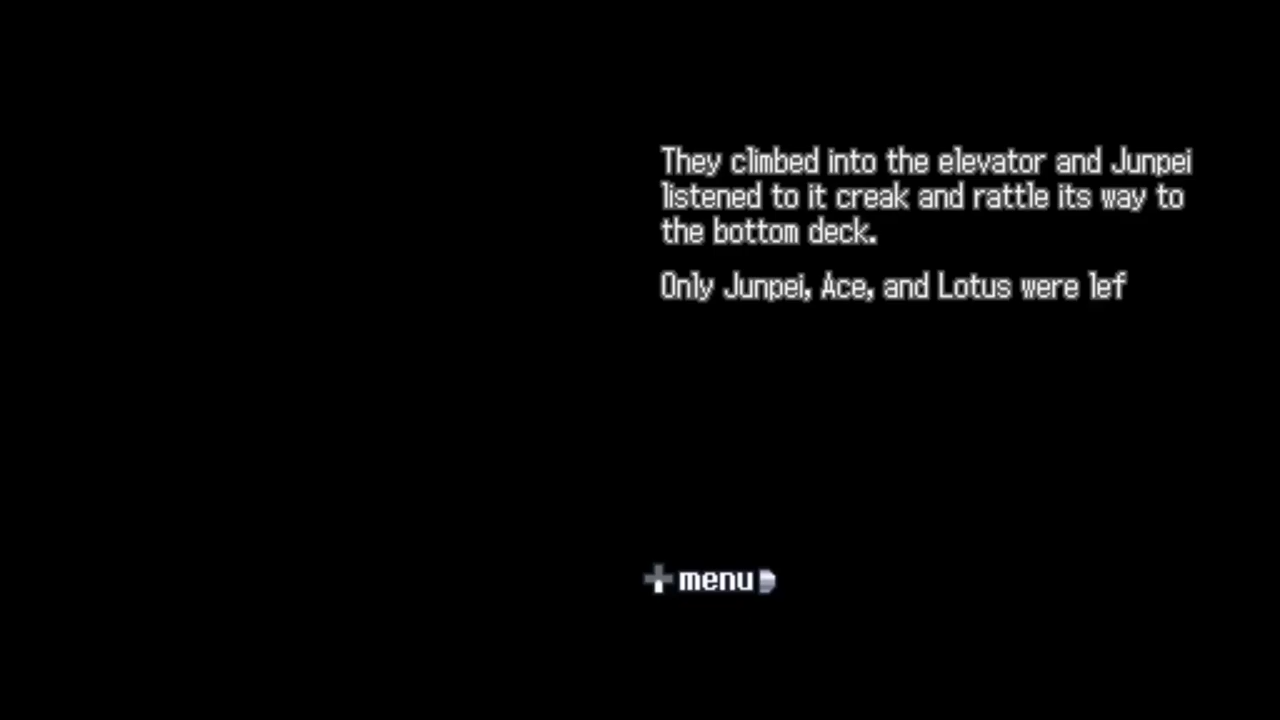 They climbed into the elevator and Junpei
listened to it creak and rattle its way to
the bottom deck.
Only Junpei, Ace, and Lotus were lef
menu